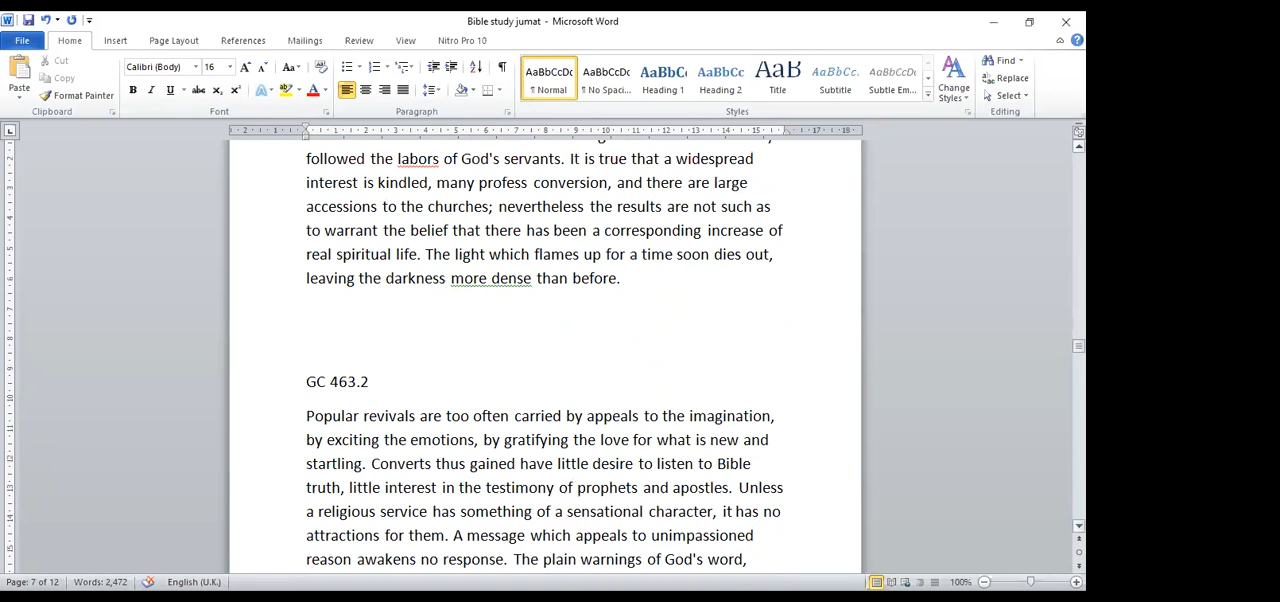 Bible study jumat - Microsoft Word
File Home Insert Page Layout References Mailings Review View Nitro Pro 10
Cut
Copy
Format Painter
Paste
Clipboard
Calibri (Body) 16
Font
Paragraph
AaBbCcDc AaBbCcDc AaBbC AaBbCc AaB AaBbCc. AaBbCcDc
¶ Normal ¶ No Spaci... Heading 1 Heading 2 Title Subtitle Subtle Em...
Styles
Change
Styles
Find
Replace
Select
Editing
followed the labors of God's servants. It is true that a widespread
interest is kindled, many profess conversion, and there are large
accessions to the churches; nevertheless the results are not such as
to warrant the belief that there has been a corresponding increase of
real spiritual life. The light which flames up for a time soon dies out,
leaving the darkness more dense than before.
GC 463.2
Popular revivals are too often carried by appeals to the imagination,
by exciting the emotions, by gratifying the love for what is new and
startling. Converts thus gained have little desire to listen to Bible
truth, little interest in the testimony of prophets and apostles. Unless
a religious service has something of a sensational character, it has no
attractions for them. A message which appeals to unimpassioned
reason awakens no response. The plain warnings of God's word,
Page: 7 of 12 Words: 2,472 English (U.K.) 100%